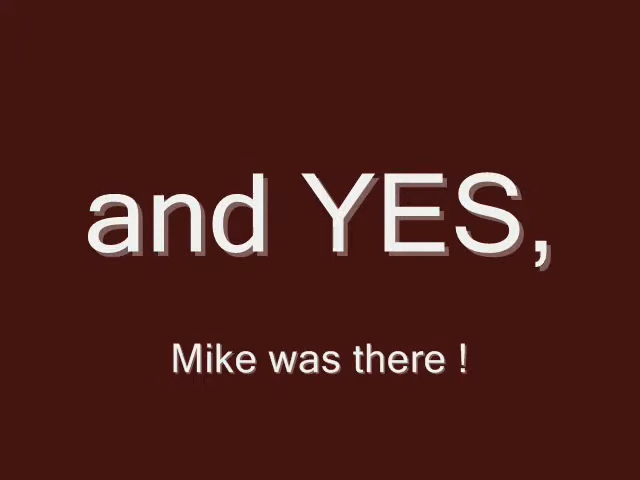 and YES,
Mike was there !